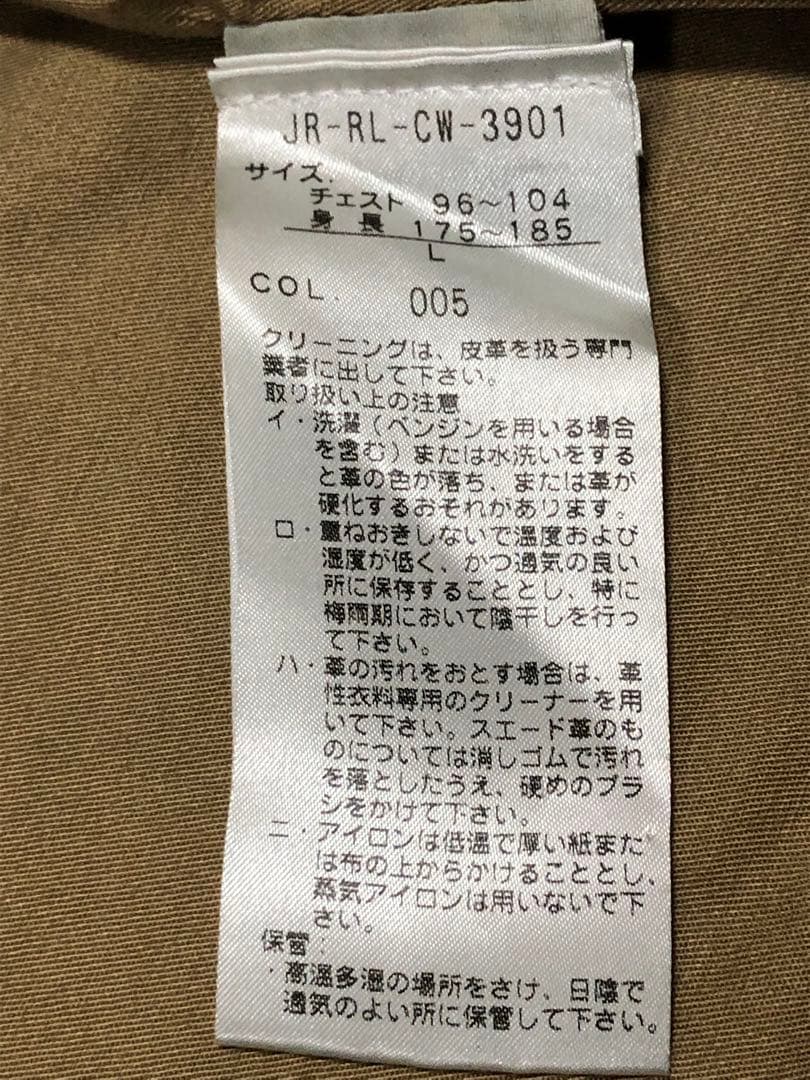 JR-RL-CW-3901
サイズ.
チェスト 96～104
身 長 175～185
L
COL. 005
クリーニングは、皮革を扱う専門
業者に出して下さい。
取り扱い上の注意
イ・洗濯（ベンジンを用いる場合
を含む）または水洗いをする
と革の色が落ち、または革が
硬化するおそれがあります。
ロ・重ねおきしないで温度および
湿度が低く、かつ通気の良い
所に保存することとし、特に
梅雨期において陰干しを行っ
て下さい。
ハ・革の汚れをおとす場合は、革
性衣料専用のクリーナーを用
いて下さい。スエード革のも
のについては消しゴムで汚れ
を落としたうえ、硬めのブラ
シをかけて下さい。
ニ・アイロンは低温で厚い紙また
は布の上からかけることとし、
蒸気アイロンは用いないで下
さい。
保管：
・高温多湿の場所をさけ、日陰で
通気のよい所に保管して下さい。